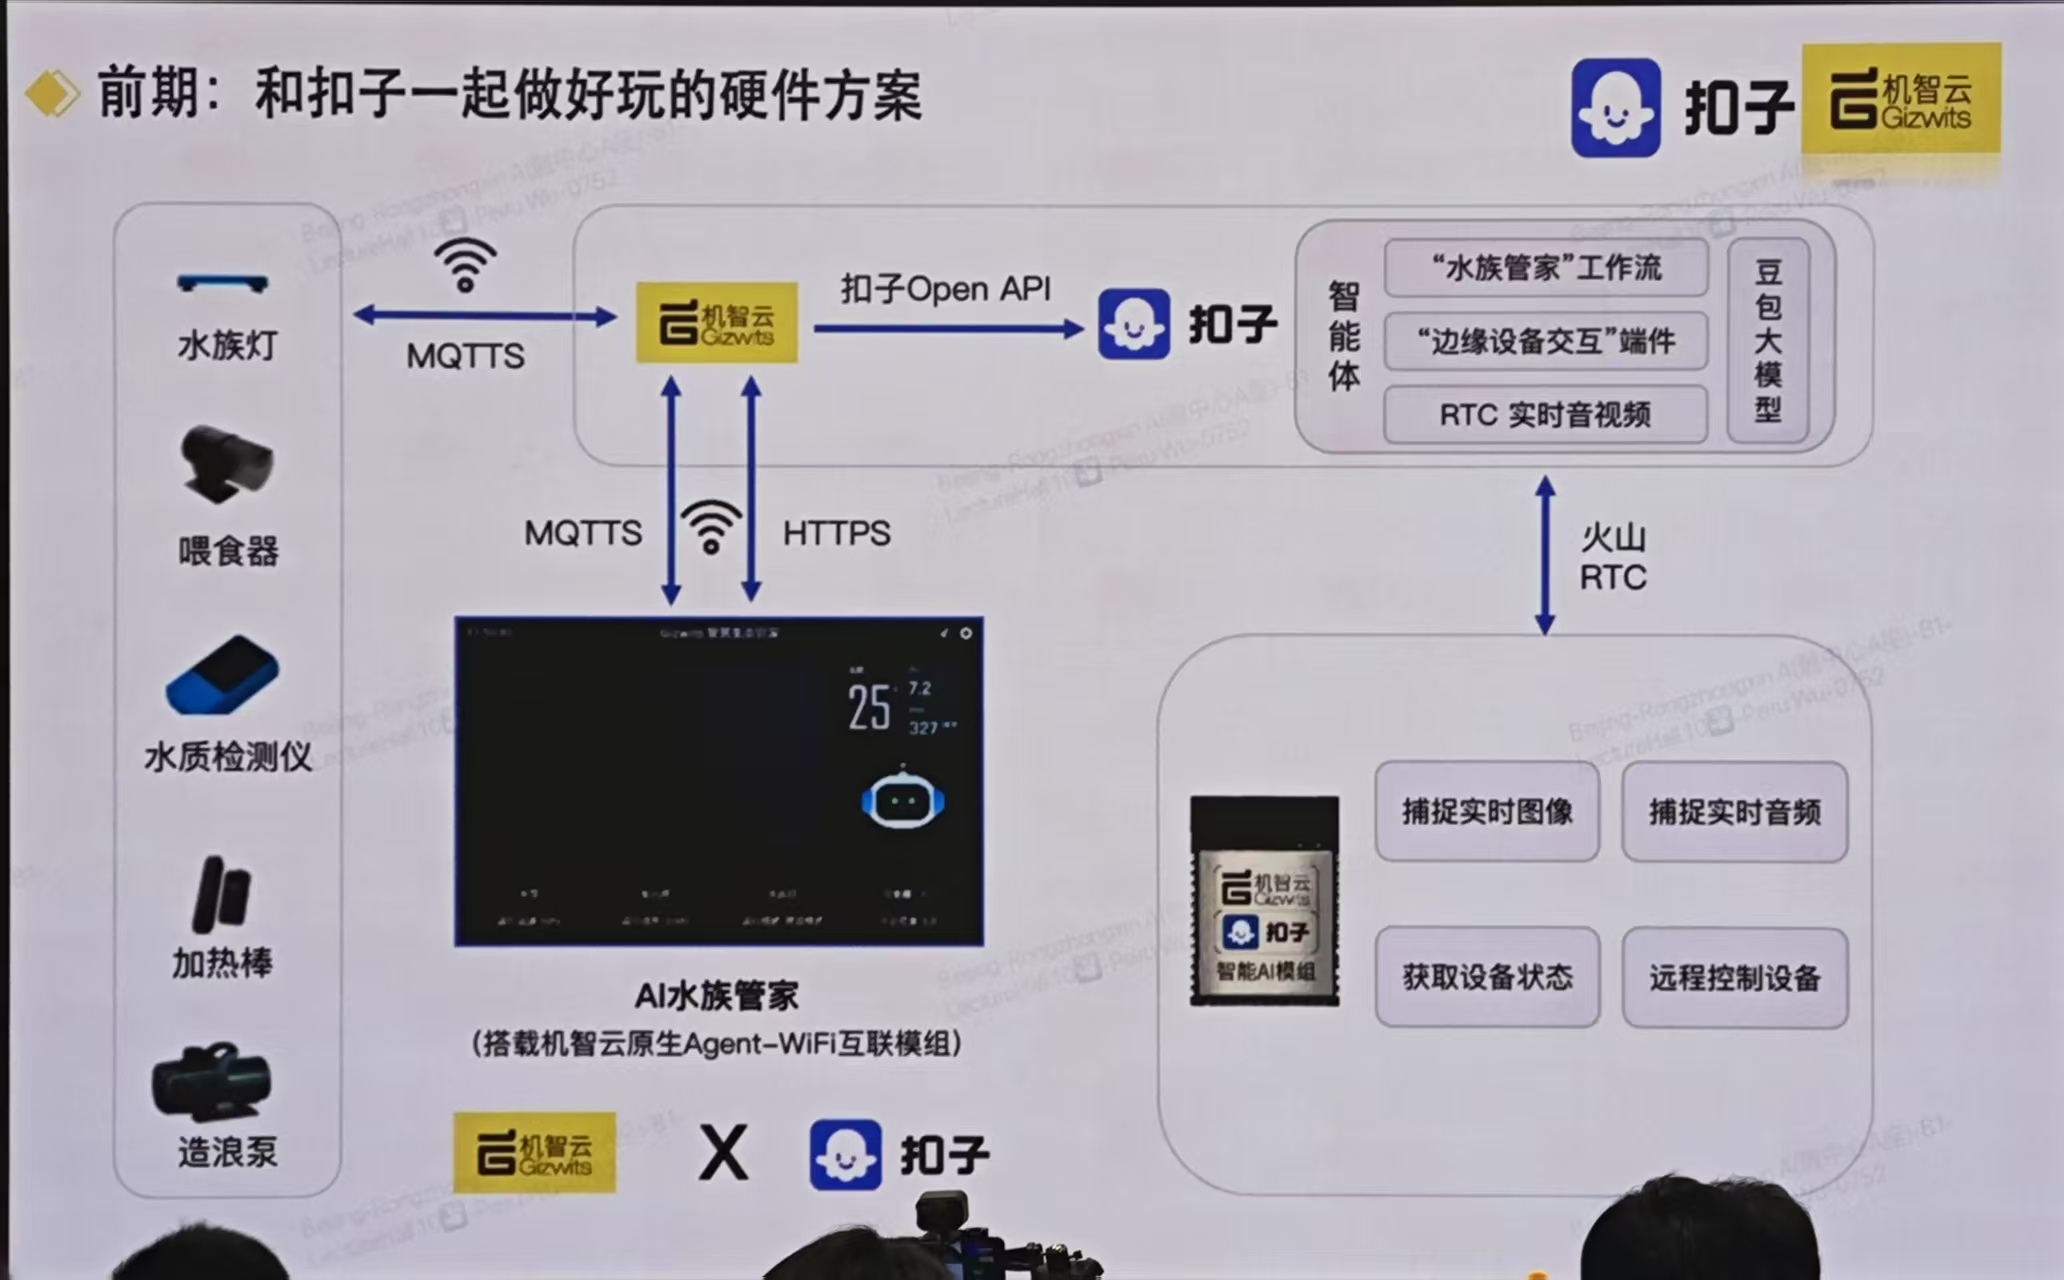 前期：和扣子一起做好玩的硬件方案
扣子
机智云
Gizwits
水族灯
喂食器
水质检测仪
加热棒
造浪泵
MQTTS
机智云
Gizwits
扣子Open API
扣子
智能体
“水族管家”工作流
“边缘设备交互”端件
RTC 实时音视频
豆包大模型
MQTTS
HTTPS
火山
RTC
25
7.2
327
AI水族管家
（搭载机智云原生Agent-WiFi互联模组）
机智云
Gizwits
X
扣子
机智云
Gizwits
扣子
智能AI模组
捕捉实时图像
捕捉实时音频
获取设备状态
远程控制设备